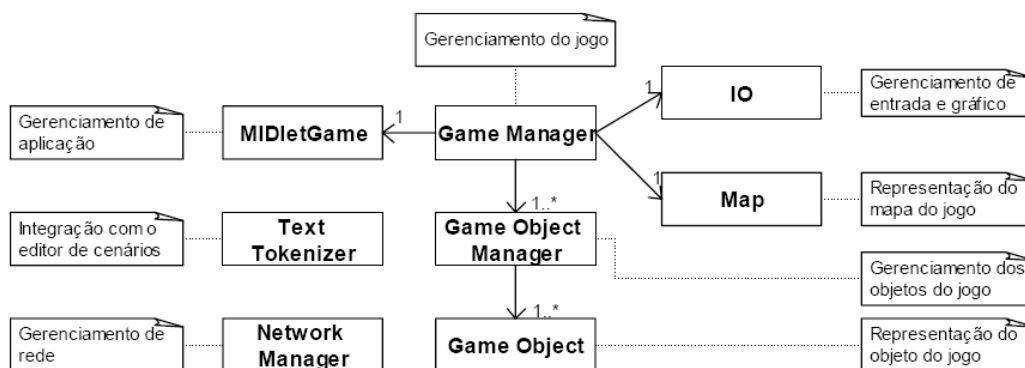 Gerenciamento do jogo
Gerenciamento de
aplicação
MIDletGame
1
Game Manager
1
IO
Gerenciamento de
entrada e gráfico
1
Map
Representação do
mapa do jogo
Integração com o
editor de cenários
Text
Tokenizer
1..*
Game Object
Manager
Gerenciamento dos
objetos do jogo
Gerenciamento de
rede
Network
Manager
1..*
Game Object
Representação do
objeto do jogo